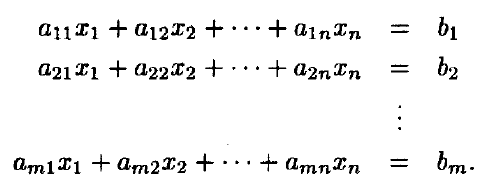 a₁₁x₁ + a₁₂x₂ + ⋯ + a₁ₙxₙ = b₁
a₂₁x₁ + a₂₂x₂ + ⋯ + a₂ₙxₙ = b₂
⋮
aₘ₁x₁ + aₘ₂x₂ + ⋯ + aₘₙxₙ = bₘ.